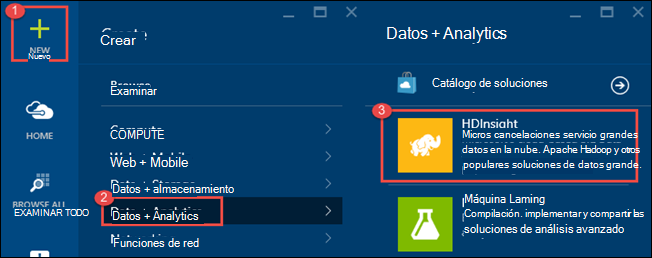 1
NEW
Nuevo
HOME
BROWSE ALL
EXAMINAR TODO
Create
Crear
Browse
Examinar
COMPUTE
Web + Mobile
Datos + almacenamiento
2
Datos + Analytics
Funciones de red
Datos + Analytics
Catálogo de soluciones
3
HDInsight
Micros cancelaciones servicio grandes
datos en la nube. Apache Hadoop y otros
populares soluciones de datos grande.
Máquina Laming
Compilación. implementar y compartir las
soluciones de análisis avanzado